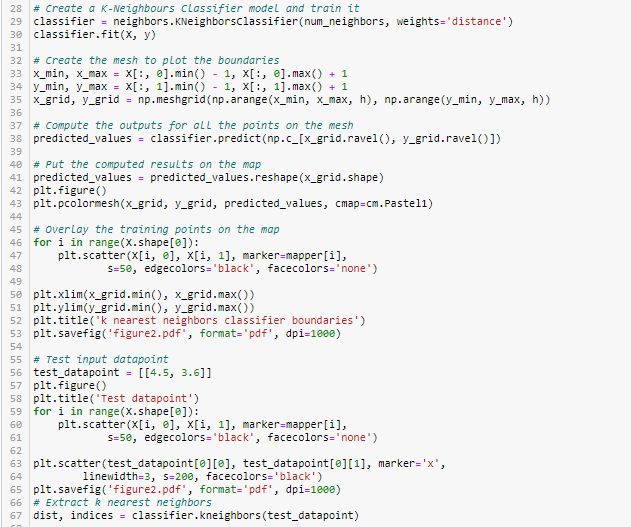 28 # Create a K-Neighbours Classifier model and train it
29 classifier = neighbors.KNeighborsClassifier(num_neighbors, weights='distance')
30 classifier.fit(X, y)
31
32 # Create the mesh to plot the boundaries
33 x_min, x_max = X[:, 0].min() - 1, X[:, 0].max() + 1
34 y_min, y_max = X[:, 1].min() - 1, X[:, 1].max() + 1
35 x_grid, y_grid = np.meshgrid(np.arange(x_min, x_max, h), np.arange(y_min, y_max, h))
36
37 # Compute the outputs for all the points on the mesh
38 predicted_values = classifier.predict(np.c_[x_grid.ravel(), y_grid.ravel()])
39
40 # Put the computed results on the map
41 predicted_values = predicted_values.reshape(x_grid.shape)
42 plt.figure()
43 plt.pcolormesh(x_grid, y_grid, predicted_values, cmap=cm.Pastel1)
44
45 # Overlay the training points on the map
46 for i in range(X.shape[0]):
47     plt.scatter(X[i, 0], X[i, 1], marker=mapper[i],
48             s=50, edgecolors='black', facecolors='none')
49
50 plt.xlim(x_grid.min(), x_grid.max())
51 plt.ylim(y_grid.min(), y_grid.max())
52 plt.title('k nearest neighbors classifier boundaries')
53 plt.savefig('figure2.pdf', format='pdf', dpi=1000)
54
55 # Test input datapoint
56 test_datapoint = [[4.5, 3.6]]
57 plt.figure()
58 plt.title('Test datapoint')
59 for i in range(X.shape[0]):
60     plt.scatter(X[i, 0], X[i, 1], marker=mapper[i],
61             s=50, edgecolors='black', facecolors='none')
62
63 plt.scatter(test_datapoint[0][0], test_datapoint[0][1], marker='x',
64         linewidth=3, s=200, facecolors='black')
65 plt.savefig('figure2.pdf', format='pdf', dpi=1000)
66 # Extract k nearest neighbors
67 dist, indices = classifier.kneighbors(test_datapoint)